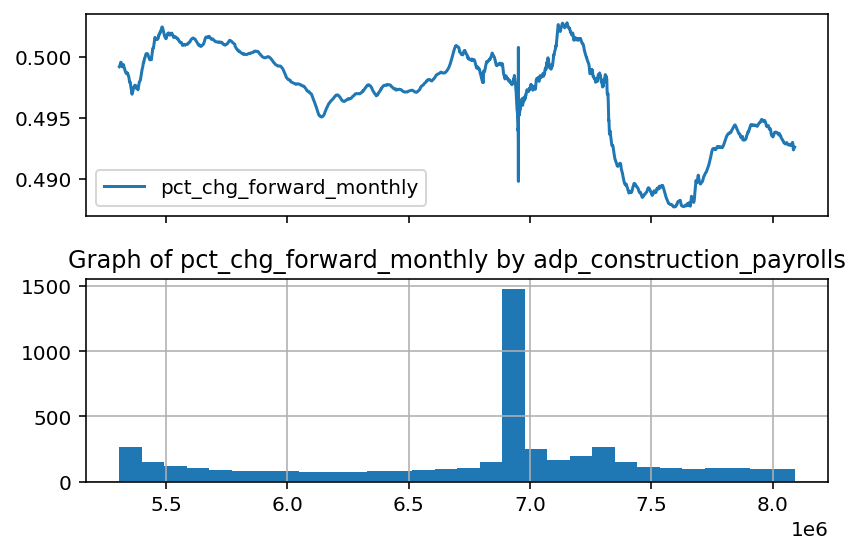 0.500
0.495
0.490
pct_chg_forward_monthly
Graph of pct_chg_forward_monthly by adp_construction_payrolls
1500
1000
500
0
5.5 6.0 6.5 7.0 7.5 8.0
1e6